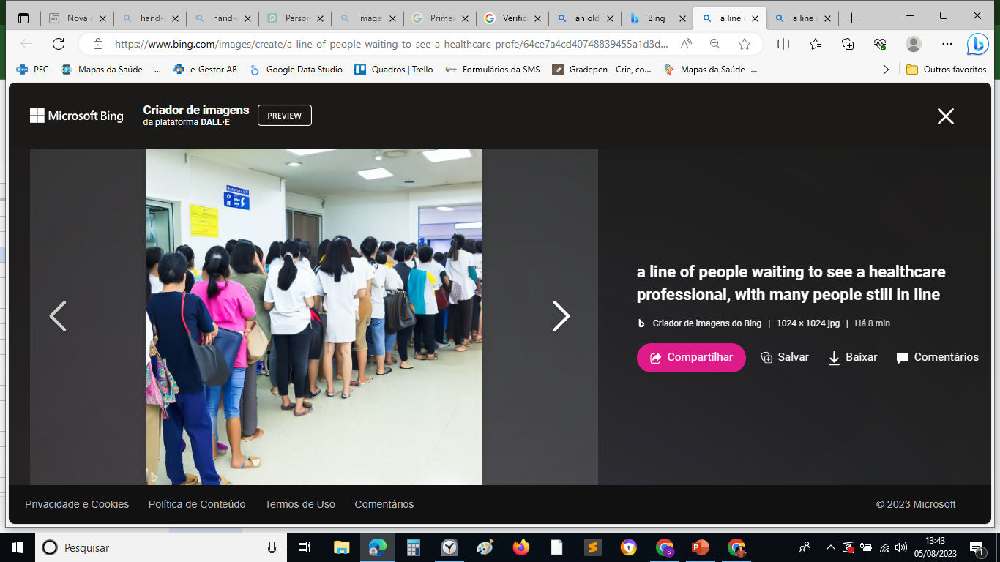 Nova g
hand-
hand-
Person
image
Primei
Verifica
an old
Bing
a line
a line
https://www.bing.com/images/create/a-line-of-people-waiting-to-see-a-healthcare-profe/64ce7a4cd40748839455a1d3d...
PEC
Mapas da Saúde - -...
e-Gestor AB
Google Data Studio
Quadros | Trello
Formulários da SMS
Gradepen - Crie, co...
Mapas da Saúde -...
Outros favoritos
Microsoft Bing
Criador de imagens
da plataforma DALL·E
PREVIEW
a line of people waiting to see a healthcare
professional, with many people still in line
Criador de imagens do Bing | 1024 × 1024 jpg | Há 8 min
Compartilhar
Salvar
Baixar
Comentários
Privacidade e Cookies
Política de Conteúdo
Termos de Uso
Comentários
© 2023 Microsoft
Pesquisar
13:43
05/08/2023
1